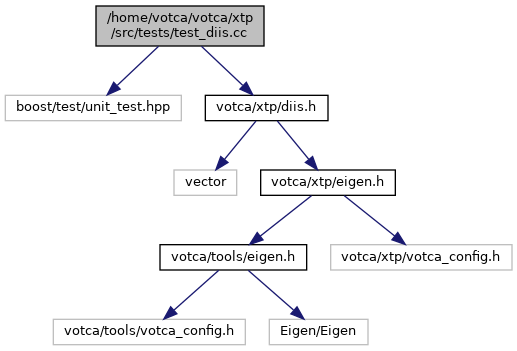 /home/votca/votca/xtp
/src/tests/test_diis.cc
boost/test/unit_test.hpp
votca/xtp/diis.h
vector
votca/xtp/eigen.h
votca/tools/eigen.h
votca/xtp/votca_config.h
votca/tools/votca_config.h
Eigen/Eigen